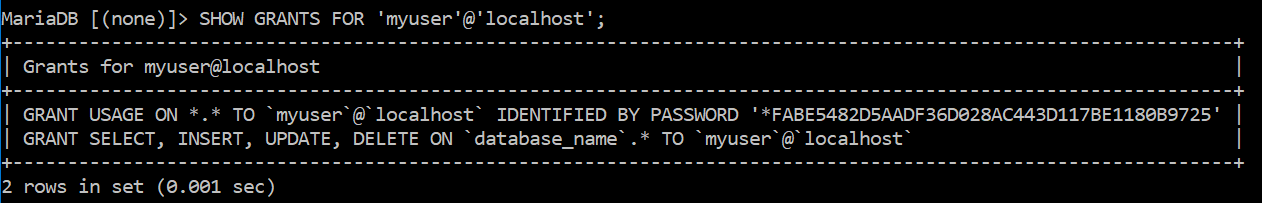 MariaDB [(none)]> SHOW GRANTS FOR 'myuser'@'localhost';
+----------------------------------------------------------------------------------------------------+
| Grants for myuser@localhost                                                                        |
+----------------------------------------------------------------------------------------------------+
| GRANT USAGE ON *.* TO `myuser`@`localhost` IDENTIFIED BY PASSWORD '*FABE5482D5AADF36D028AC443D117BE1180B9725' |
| GRANT SELECT, INSERT, UPDATE, DELETE ON `database_name`.* TO `myuser`@`localhost`                  |
+----------------------------------------------------------------------------------------------------+
2 rows in set (0.001 sec)